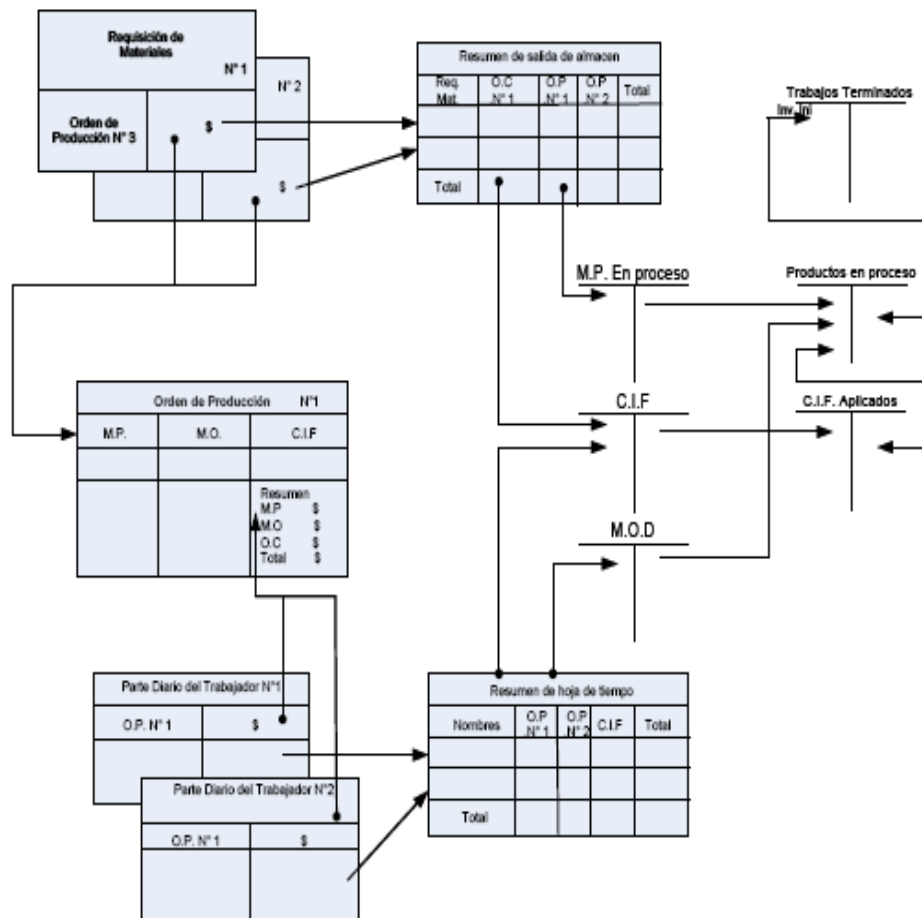 Requisición de
Materiales
N° 1
Orden de
Producción N° 3
$
N° 2
$
Resumen de salida de almacen
Req. Mat.
O.C N° 1
O.P .N° 1
O.P N° 2
Total
Total
Trabajos Terminados
Inv. Ini
M.P. En proceso
Productos en proceso
C.I.F
C.I.F. Aplicados
M.O.D
Orden de Producción N°1
M.P. M.O. C.I.F
Resumen
M.P $
M.O $
O.C $
Total $
Parte Diario del Trabajador N°1
O.P. N° 1 $
Parte Diario del Trabajador N°2
O.P. N° 1 $
Resumen de hoja de tiempo
Nombres
O.P .N° 1
O.P .N° 2
C.I.F
Total
Total